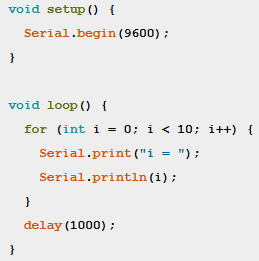 void setup() {
  Serial.begin(9600);
}

void loop() {
  for (int i = 0; i < 10; i++) {
    Serial.print("i = ");
    Serial.println(i);
  }
  delay(1000);
}